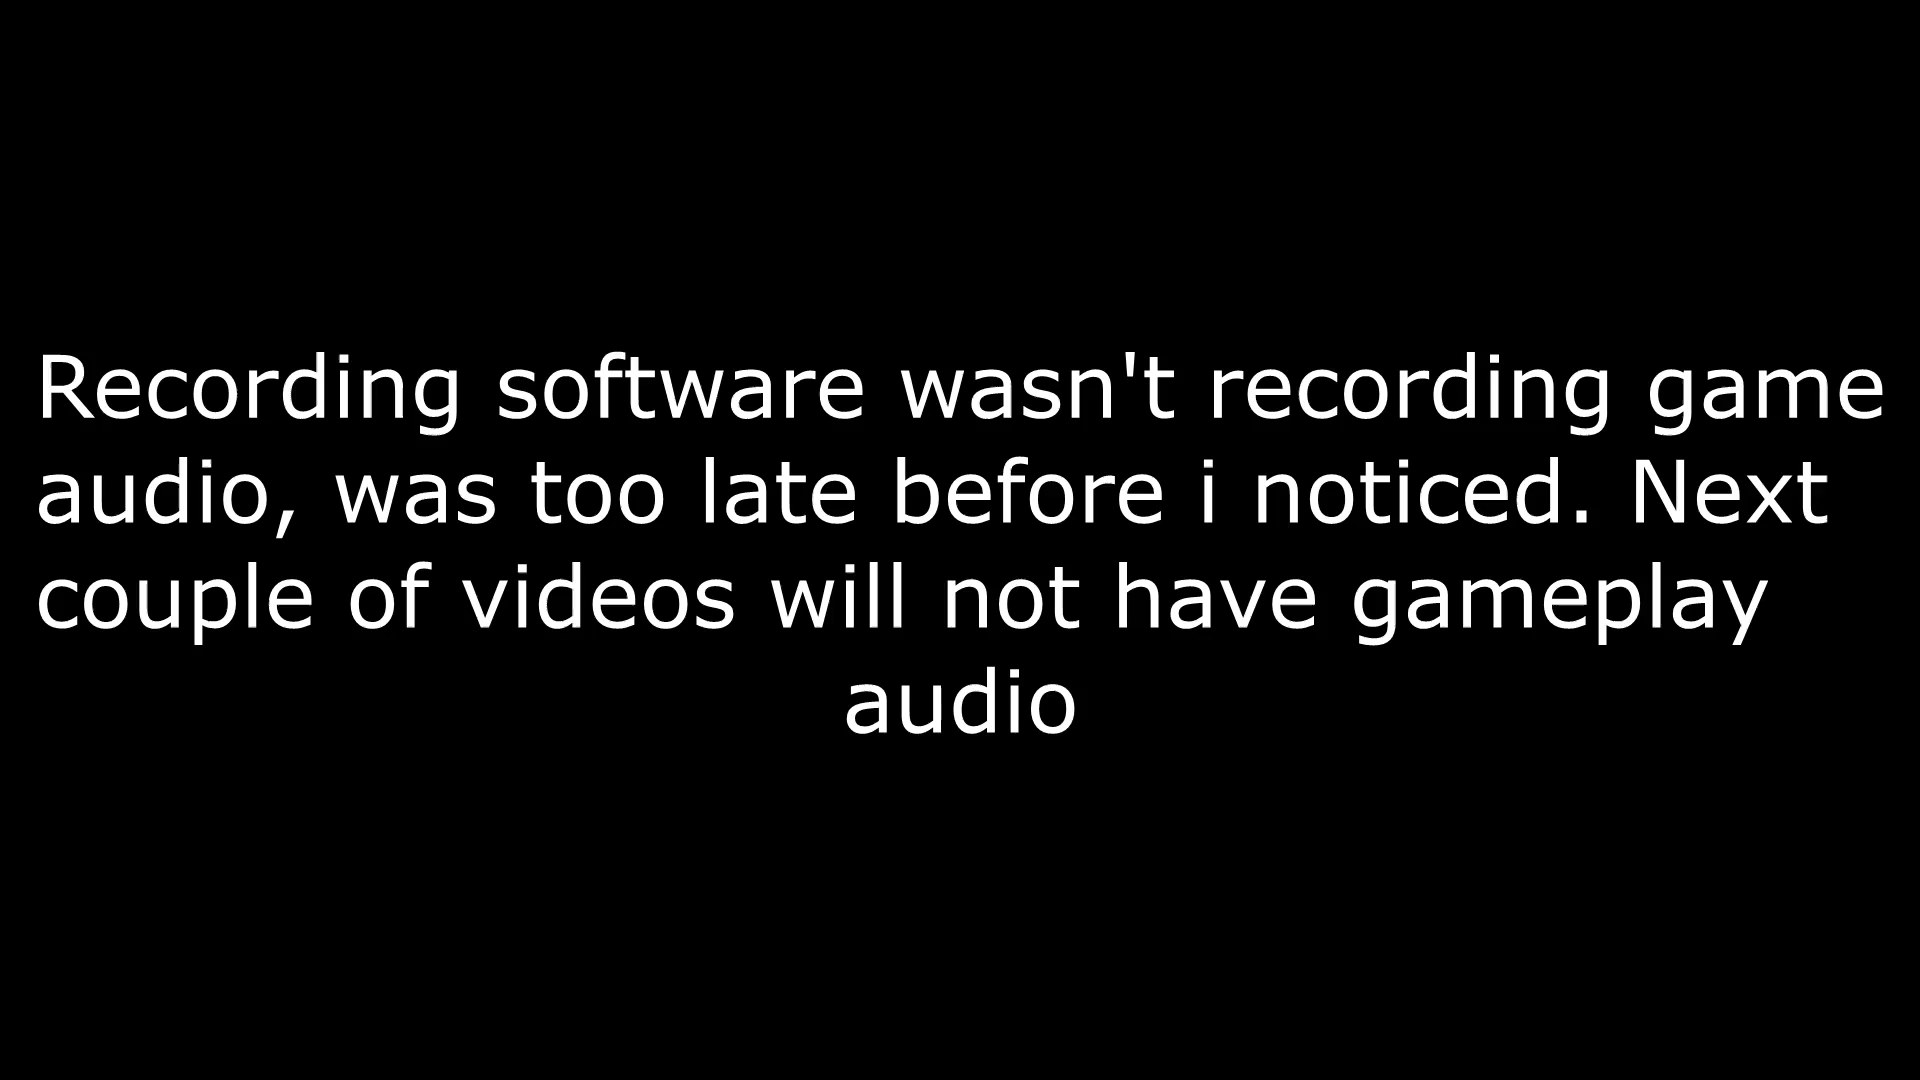 Recording software wasn't recording game
audio, was too late before i noticed. Next
couple of videos will not have gameplay
audio